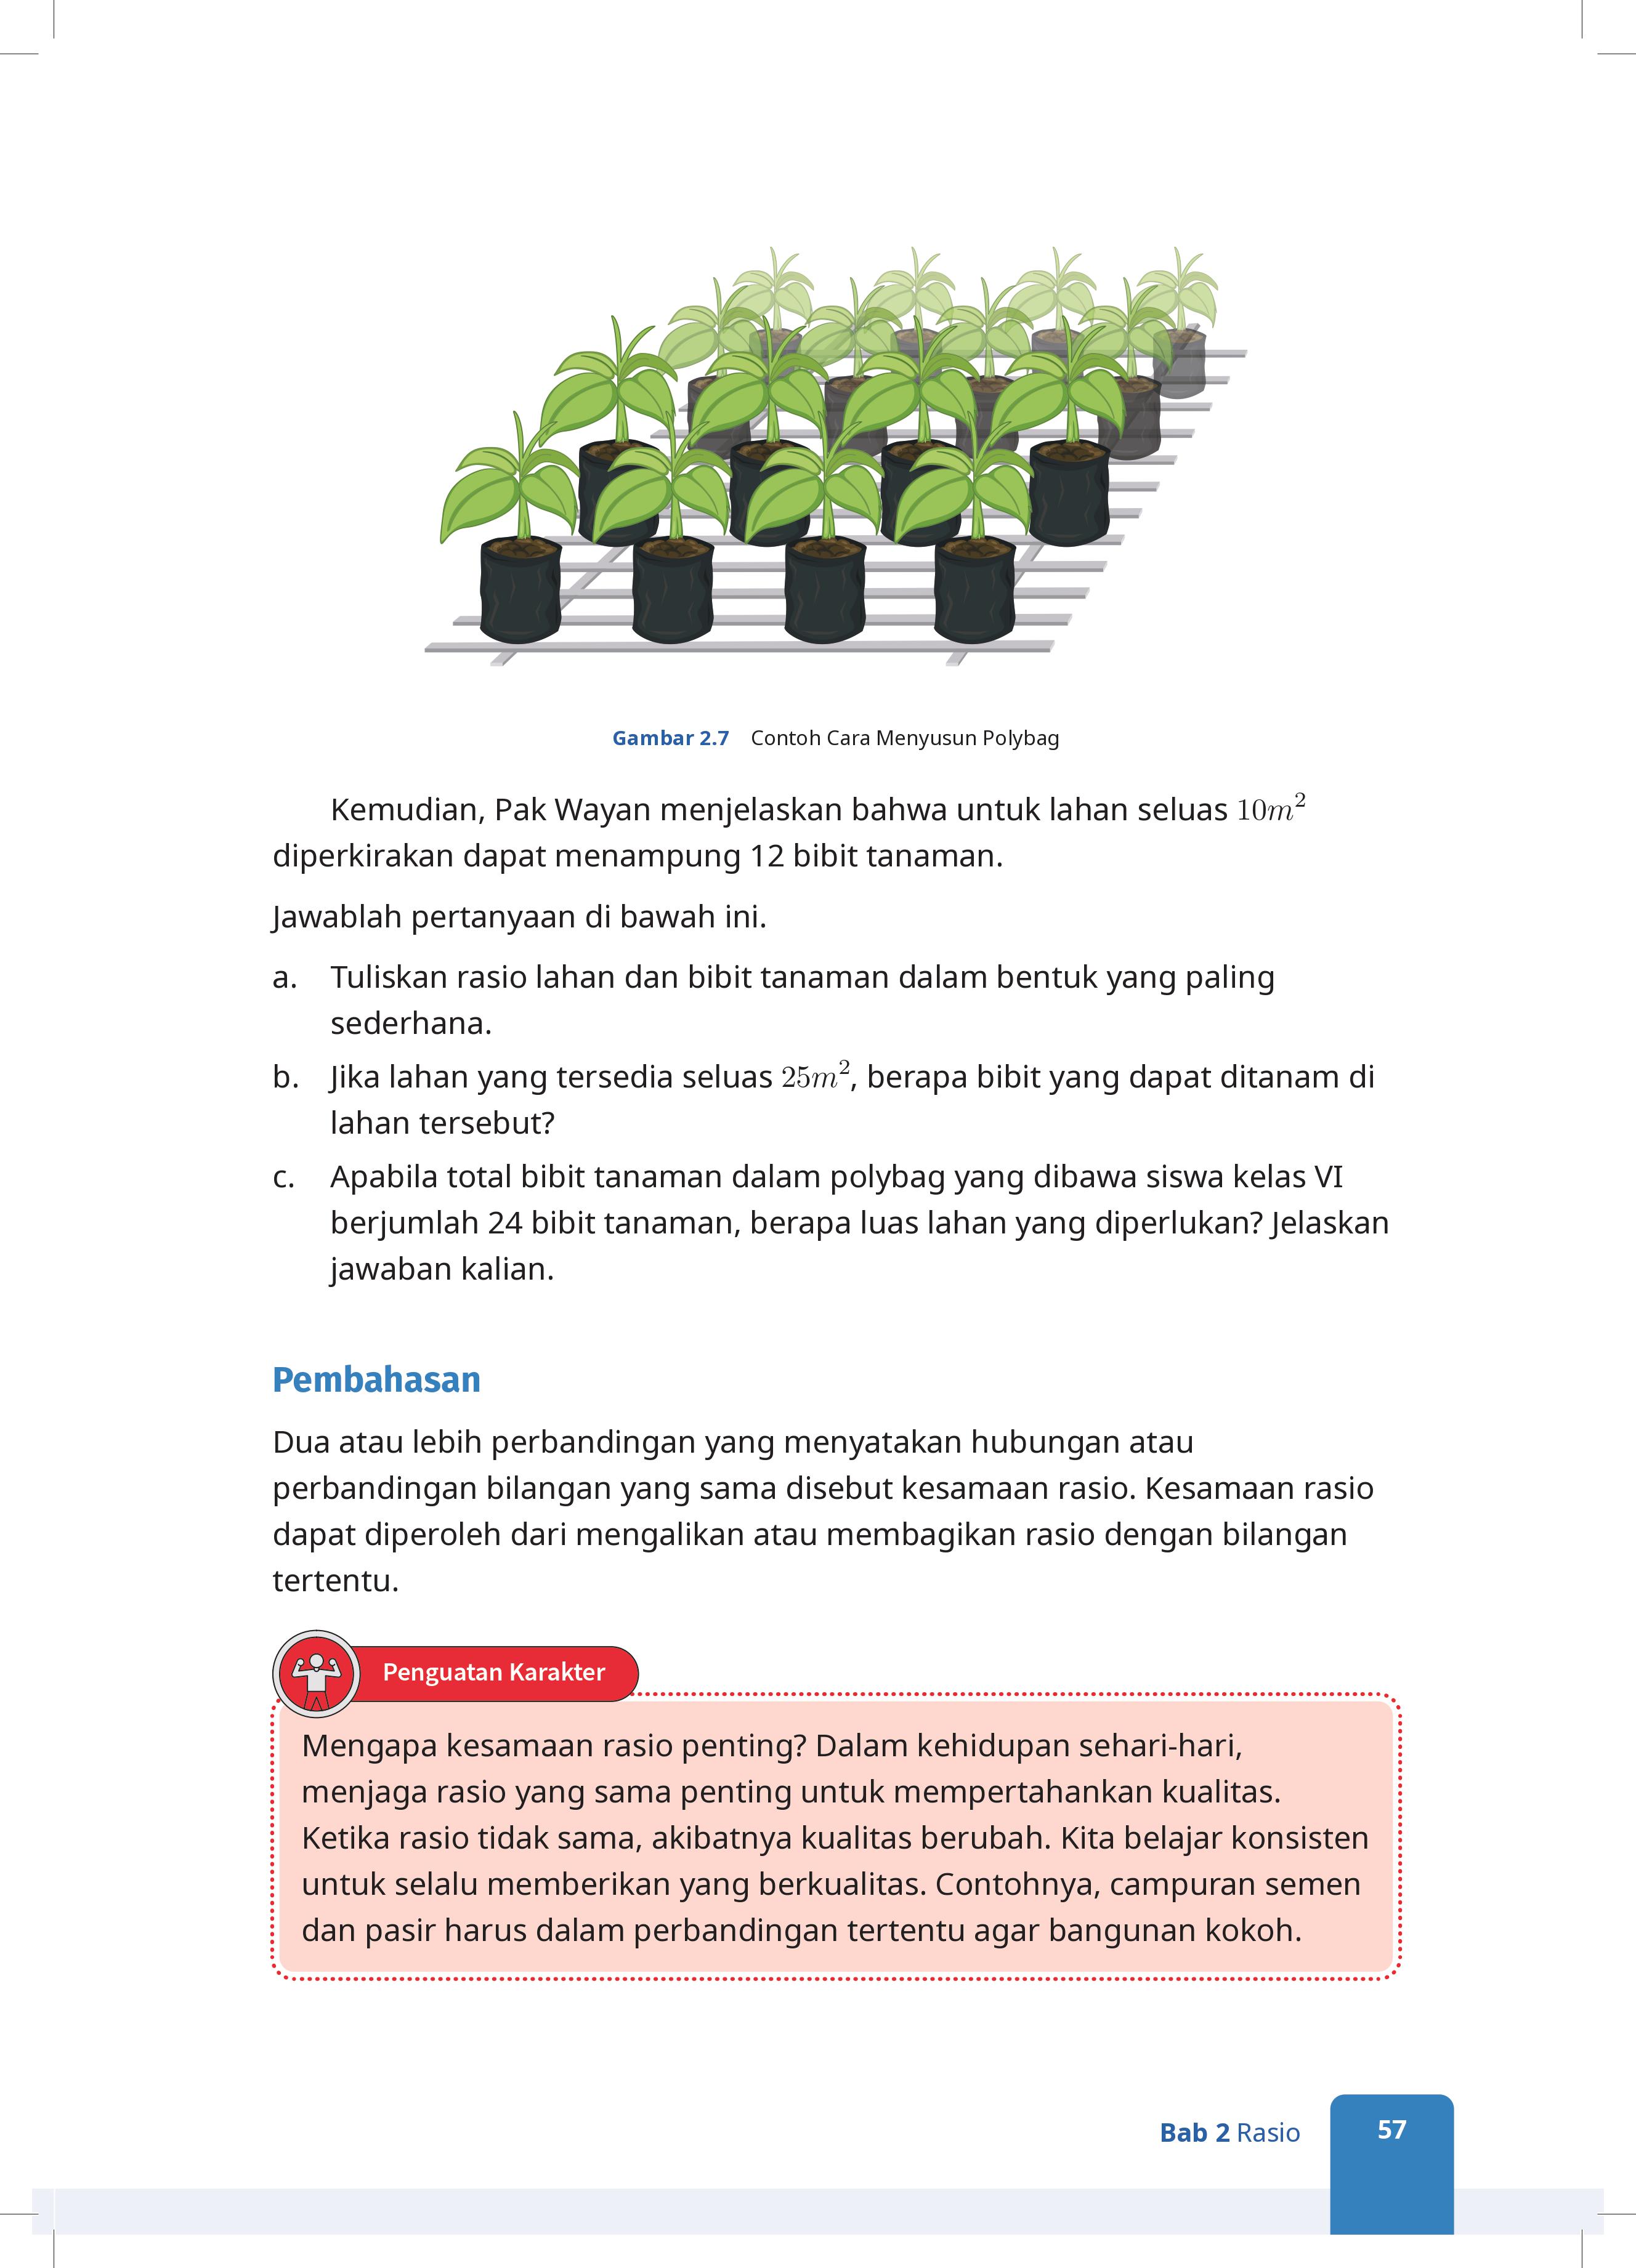 Gambar 2.7 Contoh Cara Menyusun Polybag
Kemudian, Pak Wayan menjelaskan bahwa untuk lahan seluas 10m²
diperkirakan dapat menampung 12 bibit tanaman.
Jawablah pertanyaan di bawah ini.
a. Tuliskan rasio lahan dan bibit tanaman dalam bentuk yang paling
sederhana.
b. Jika lahan yang tersedia seluas 25m², berapa bibit yang dapat ditanam di
lahan tersebut?
c. Apabila total bibit tanaman dalam polybag yang dibawa siswa kelas VI
berjumlah 24 bibit tanaman, berapa luas lahan yang diperlukan? Jelaskan
jawaban kalian.
Pembahasan
Dua atau lebih perbandingan yang menyatakan hubungan atau
perbandingan bilangan yang sama disebut kesamaan rasio. Kesamaan rasio
dapat diperoleh dari mengalikan atau membagikan rasio dengan bilangan
tertentu.
Penguatan Karakter
Mengapa kesamaan rasio penting? Dalam kehidupan sehari-hari,
menjaga rasio yang sama penting untuk mempertahankan kualitas.
Ketika rasio tidak sama, akibatnya kualitas berubah. Kita belajar konsisten
untuk selalu memberikan yang berkualitas. Contohnya, campuran semen
dan pasir harus dalam perbandingan tertentu agar bangunan kokoh.
Bab 2 Rasio 57